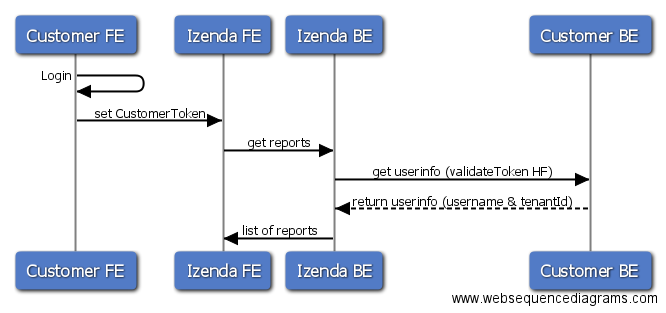 Customer FE
Izenda FE
Izenda BE
Customer BE
Login
set CustomerToken
get reports
get userinfo (validateToken HF)
return userinfo (username & tenantId)
list of reports
Customer FE
Izenda FE
Izenda BE
Customer BE
www.websequencediagrams.com